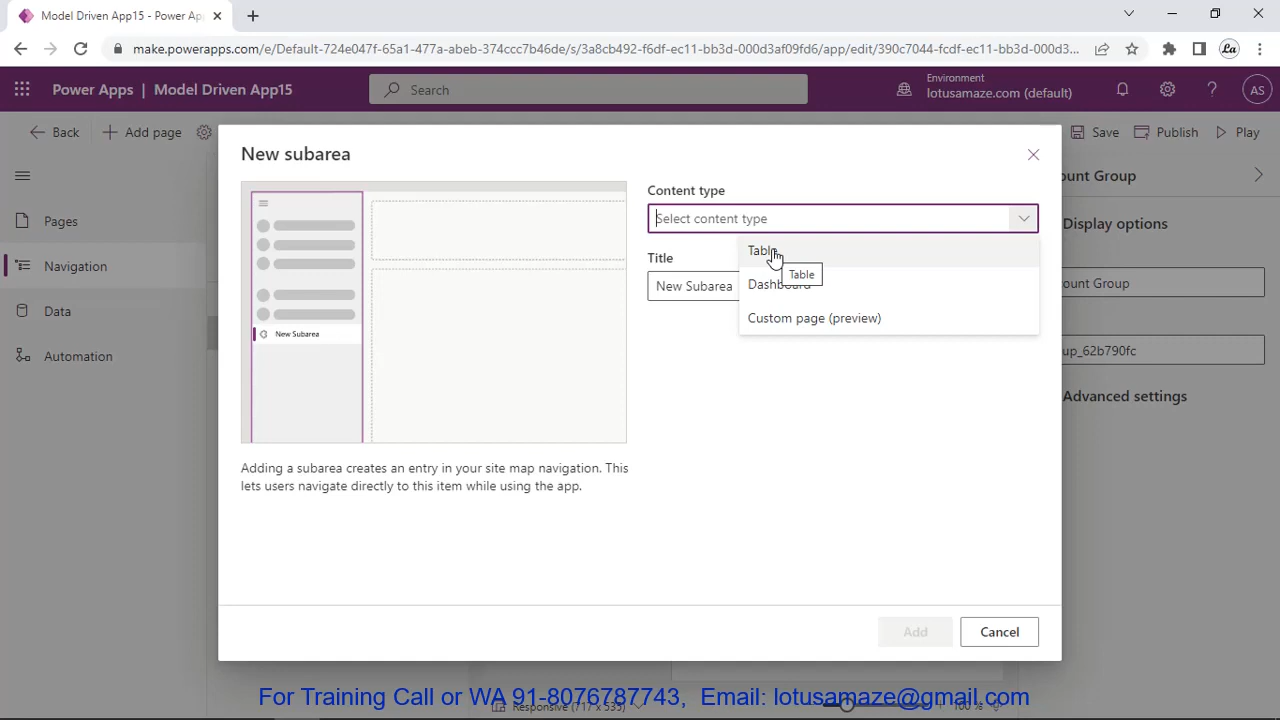 Model Driven App15 - Power Ap
make.powerapps.com/e/Default-724e047f-65a1-477a-abeb-374ccc7b46de/s/3a8cb492-f6df-ec11-bb3d-000d3af09fd6/app/edit/390c7044-fcdf-ec11-bb3d-000d3...
La
Power Apps | Model Driven App15
Search
Environment
lotusamaze.com (default)
?
AS
Back
Add page
Save
Publish
Play
New subarea
Pages
Navigation
Data
Automation
New Subarea
Adding a subarea creates an entry in your site map navigation. This
lets users navigate directly to this item while using the app.
Content type
Select content type
Table
Table
Dashboard
Custom page (preview)
Title
New Subarea
Add
Cancel
ount Group
Display options
ount Group
up_62b790fc
Advanced settings
For Training Call or WA 91-8076787743, Email: lotusamaze@gmail.com
Responsive (717 x 535)
100 %